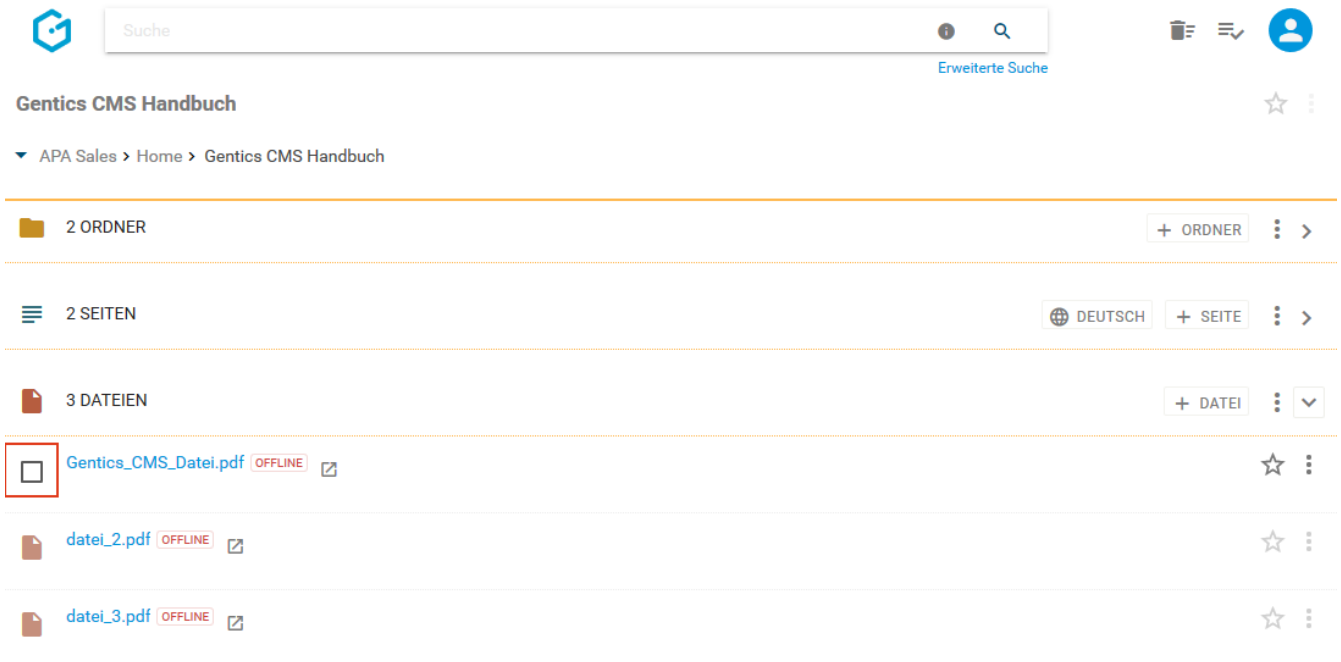 Suche
Erweiterte Suche
Gentics CMS Handbuch
APA Sales > Home > Gentics CMS Handbuch
2 ORDNER + ORDNER
2 SEITEN DEUTSCH + SEITE
3 DATEIEN + DATEI
Gentics_CMS_Datei.pdf OFFLINE
datei_2.pdf OFFLINE
datei_3.pdf OFFLINE